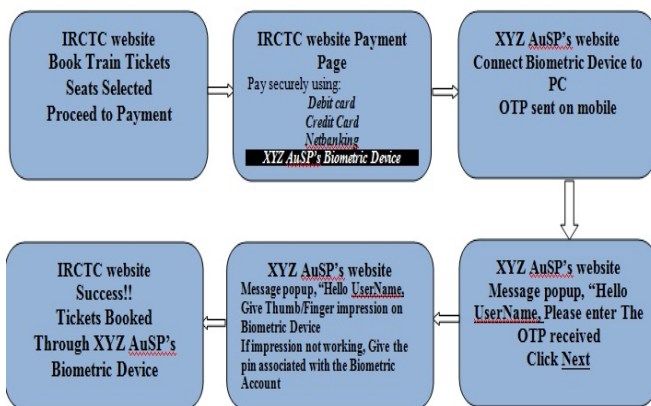 IRCTC website
Book Train Tickets
Seats Selected
Proceed to Payment
IRCTC website Payment
Page
Pay securely using:
Debit card
Credit Card
Netbanking
XYZ AuSP's Biometric Device
XYZ AuSP's website
Connect Biometric Device to
PC
OTP sent on mobile
XYZ AuSP's website
Message popup, “Hello
UserName, Please enter The
OTP received
Click Next
XYZ AuSP's website
Message popup, “Hello UserName,
Give Thumb/Finger impression on
Biometric Device
If impression not working, Give the
pin associated with the Biometric
Account
IRCTC website
Success!!
Tickets Booked
Through XYZ AuSP's
Biometric Device